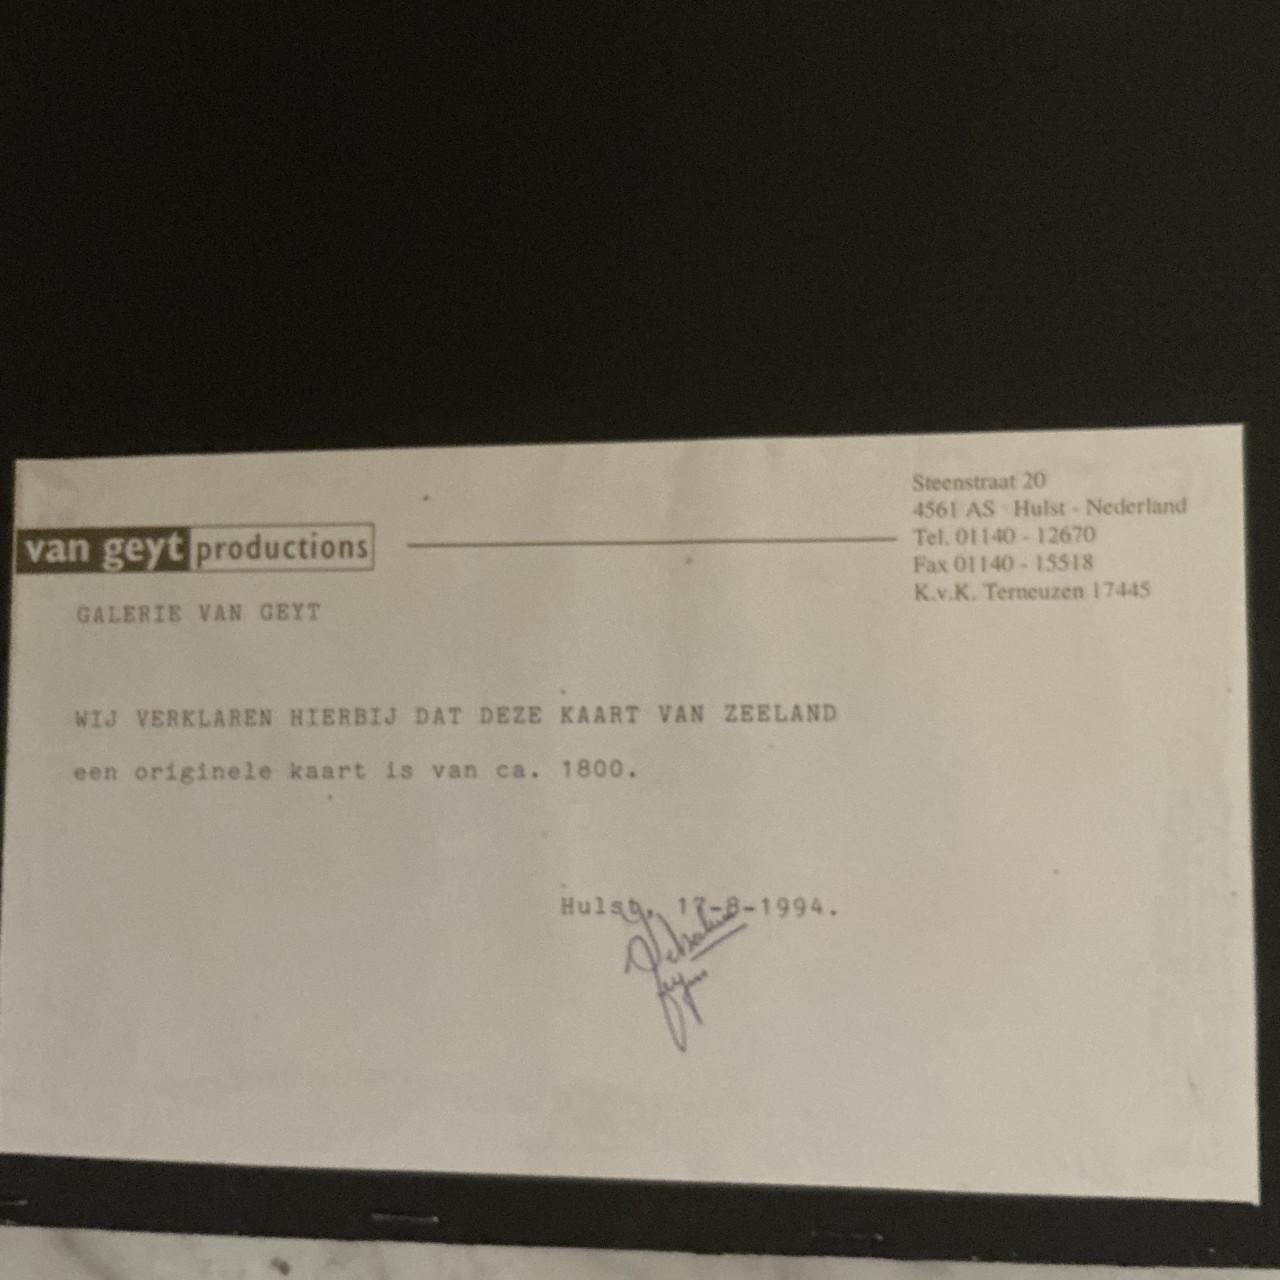 Steenstraat 20
4561 AS Hulst - Nederland
Tel. 01140 - 12670
Fax 01140 - 15518
K.v.K. Terneuzen 17445
van geyt productions
GALERIE VAN GEYT
WIJ VERKLAREN HIERBIJ DAT DEZE KAART VAN ZEELAND
een originele kaart is van ca. 1800.
Hulst, 17-8-1994.